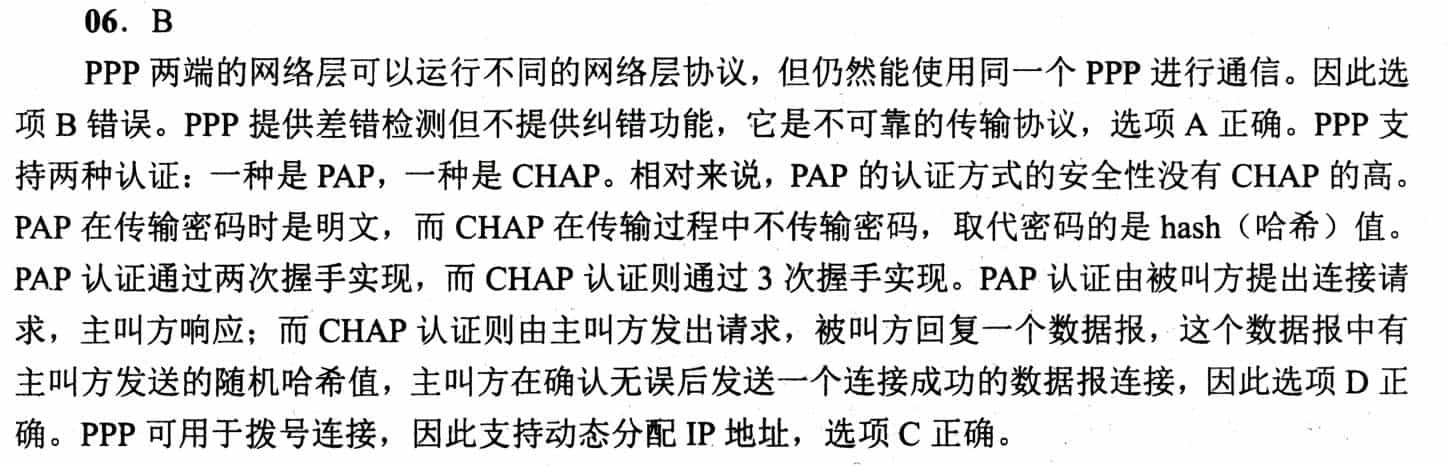 06. B
PPP 两端的网络层可以运行不同的网络层协议，但仍然能使用同一个 PPP 进行通信。因此选
项 B 错误。PPP 提供差错检测但不提供纠错功能，它是不可靠的传输协议，选项 A 正确。PPP 支
持两种认证：一种是 PAP，一种是 CHAP。相对来说，PAP 的认证方式的安全性没有 CHAP 的高。
PAP 在传输密码时是明文，而 CHAP 在传输过程中不传输密码，取代密码的是 hash（哈希）值。
PAP 认证通过两次握手实现，而 CHAP 认证则通过 3 次握手实现。PAP 认证由被叫方提出连接请
求，主叫方响应；而 CHAP 认证则由主叫方发出请求，被叫方回复一个数据报，这个数据报中有
主叫方发送的随机哈希值，主叫方在确认无误后发送一个连接成功的数据报连接，因此选项 D 正
确。PPP 可用于拨号连接，因此支持动态分配 IP 地址，选项 C 正确。